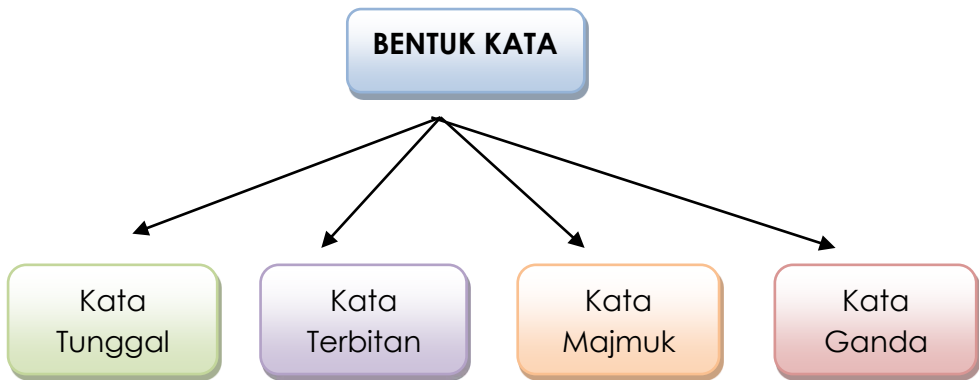 BENTUK KATA
Kata
Tunggal
Kata
Terbitan
Kata
Majmuk
Kata
Ganda